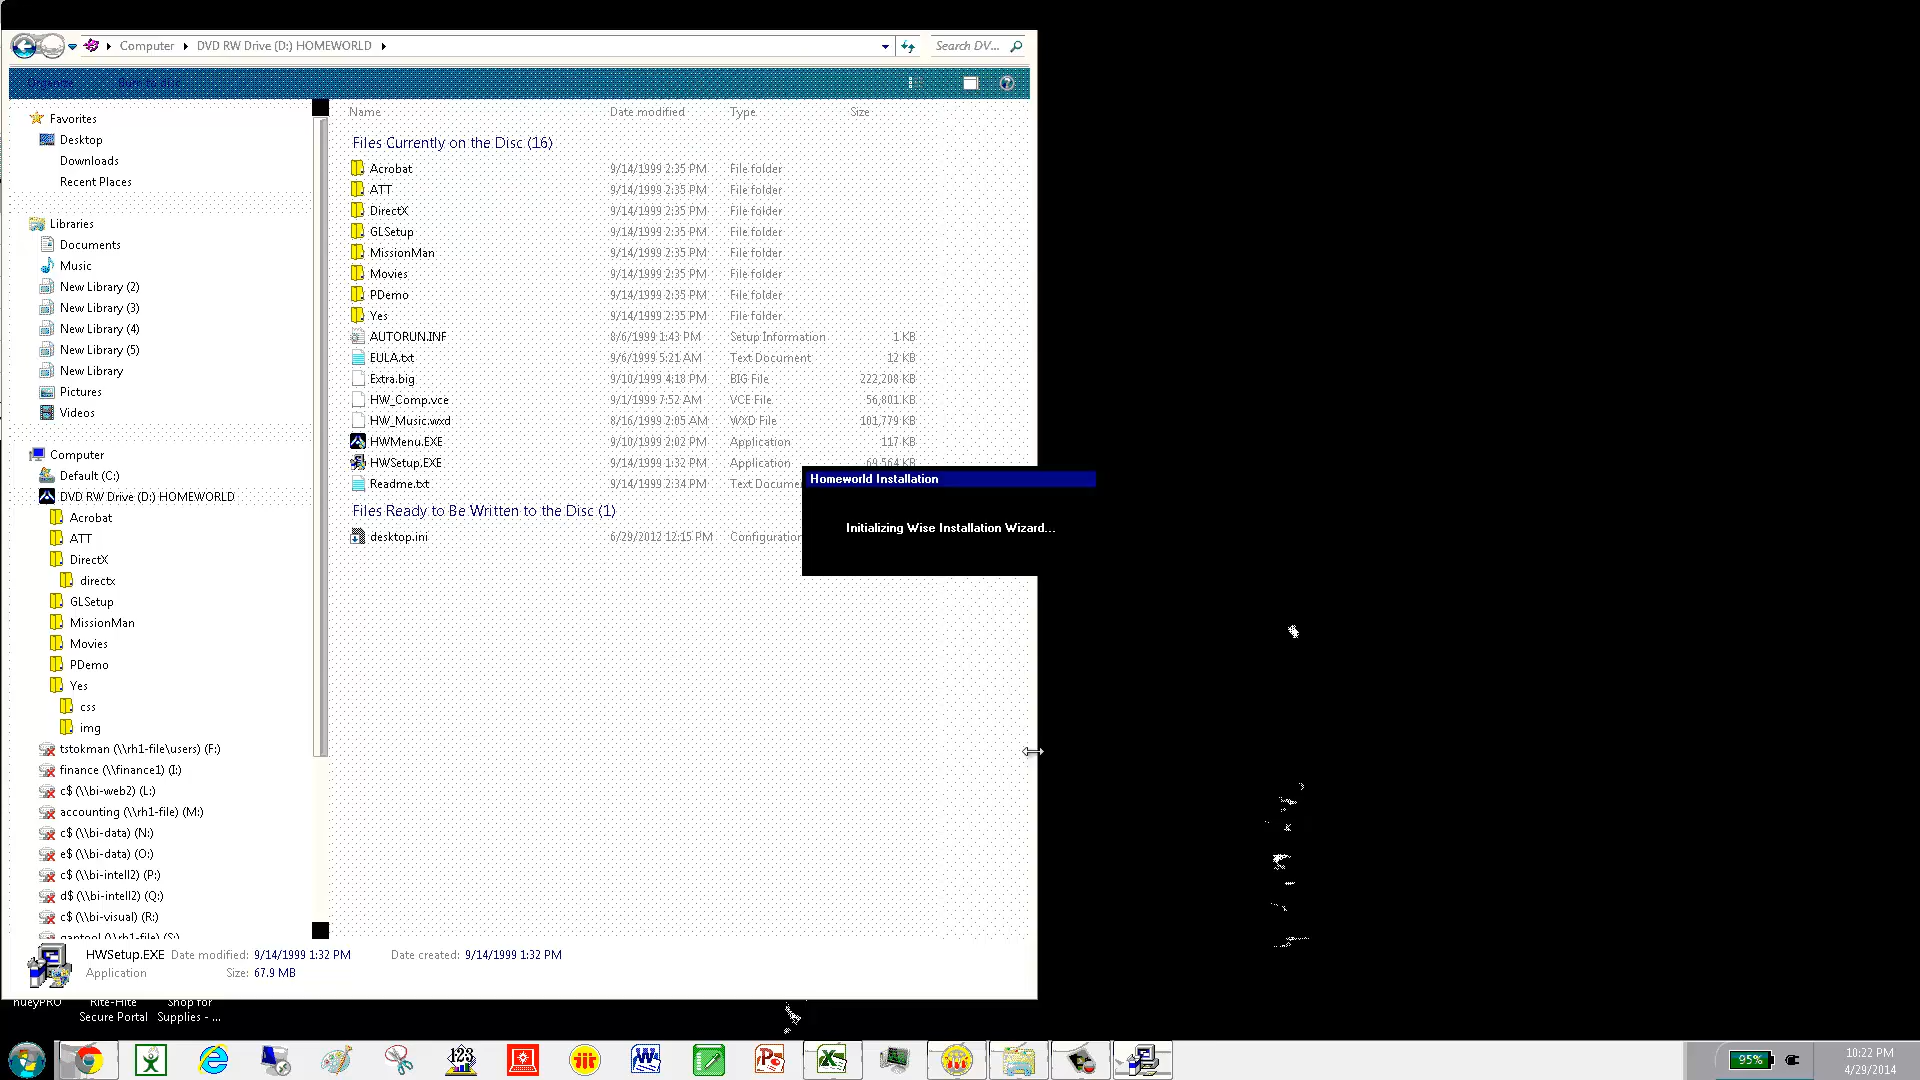 Computer DVD RW Drive (D:) HOMEWORLD Search DV...
Organize Burn to disc
Name Date modified Type Size
Files Currently on the Disc (16)
Acrobat 9/14/1999 2:35 PM File folder
ATT 9/14/1999 2:35 PM File folder
DirectX 9/14/1999 2:35 PM File folder
GLSetup 9/14/1999 2:35 PM File folder
MissionMan 9/14/1999 2:35 PM File folder
Movies 9/14/1999 2:35 PM File folder
PDemo 9/14/1999 2:35 PM File folder
Yes 9/14/1999 2:35 PM File folder
AUTORUN.INF 8/6/1999 1:43 PM Setup Information 1 KB
EULA.txt 9/6/1999 5:21 AM Text Document 12 KB
Extra.big 9/10/1999 4:18 PM BIG File 222,208 KB
HW_Comp.vce 9/1/1999 7:52 AM VCE File 56,801 KB
HW_Music.wxd 8/16/1999 2:05 AM WXD File 101,779 KB
HWMenu.EXE 9/10/1999 2:02 PM Application 117 KB
HWSetup.EXE 9/14/1999 1:32 PM Application 69,564 KB
Readme.txt 9/14/1999 2:34 PM Text Docume
Files Ready to Be Written to the Disc (1)
desktop.ini 6/29/2012 12:15 PM Configuration
Favorites
Desktop
Downloads
Recent Places
Libraries
Documents
Music
New Library (2)
New Library (3)
New Library (4)
New Library (5)
New Library
Pictures
Videos
Computer
Default (C:)
DVD RW Drive (D:) HOMEWORLD
Acrobat
ATT
DirectX
directx
GLSetup
MissionMan
Movies
PDemo
Yes
css
img
tstokman (\\rh1-file\users) (F:)
finance (\\finance1) (I:)
c$ (\\bi-web2) (L:)
accounting (\\rh1-file) (M:)
c$ (\\bi-data) (N:)
e$ (\\bi-data) (O:)
c$ (\\bi-intell2) (P:)
d$ (\\bi-intell2) (Q:)
c$ (\\bi-visual) (R:)
qantool (\\rh1-file) (S:)
Homeworld Installation
Initializing Wise Installation Wizard...
HWSetup.EXE Date modified: 9/14/1999 1:32 PM Date created: 9/14/1999 1:32 PM
Application Size: 67.9 MB
hueyPRO Rite-Hite Shop for
Secure Portal Supplies - ...
123
95%
10:22 PM
4/29/2014